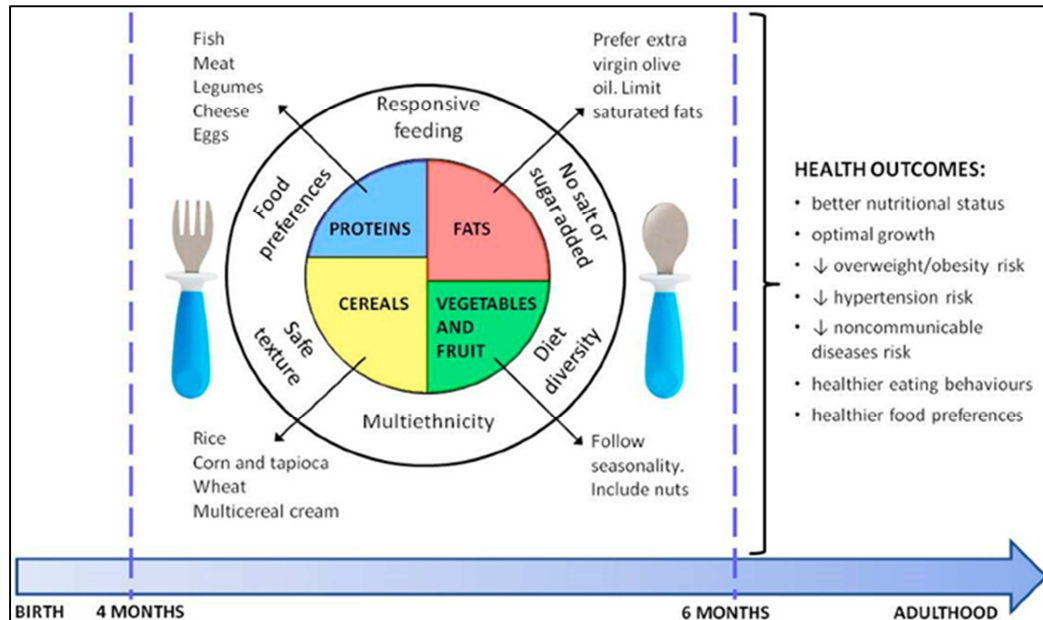 Fish
Meat
Legumes
Cheese
Eggs
Prefer extra
virgin olive
oil. Limit
saturated fats
Responsive
feeding
Food
preferences
No salt or
sugar added
PROTEINS
FATS
CEREALS
VEGETABLES
AND
FRUIT
Safe
texture
Diet
diversity
Multiethnicity
Rice
Corn and tapioca
Wheat
Multicereal cream
Follow
seasonality.
Include nuts
HEALTH OUTCOMES:
• better nutritional status
• optimal growth
• ↓ overweight/obesity risk
• ↓ hypertension risk
• ↓ noncommunicable
diseases risk
• healthier eating behaviours
• healthier food preferences
BIRTH
4 MONTHS
6 MONTHS
ADULTHOOD